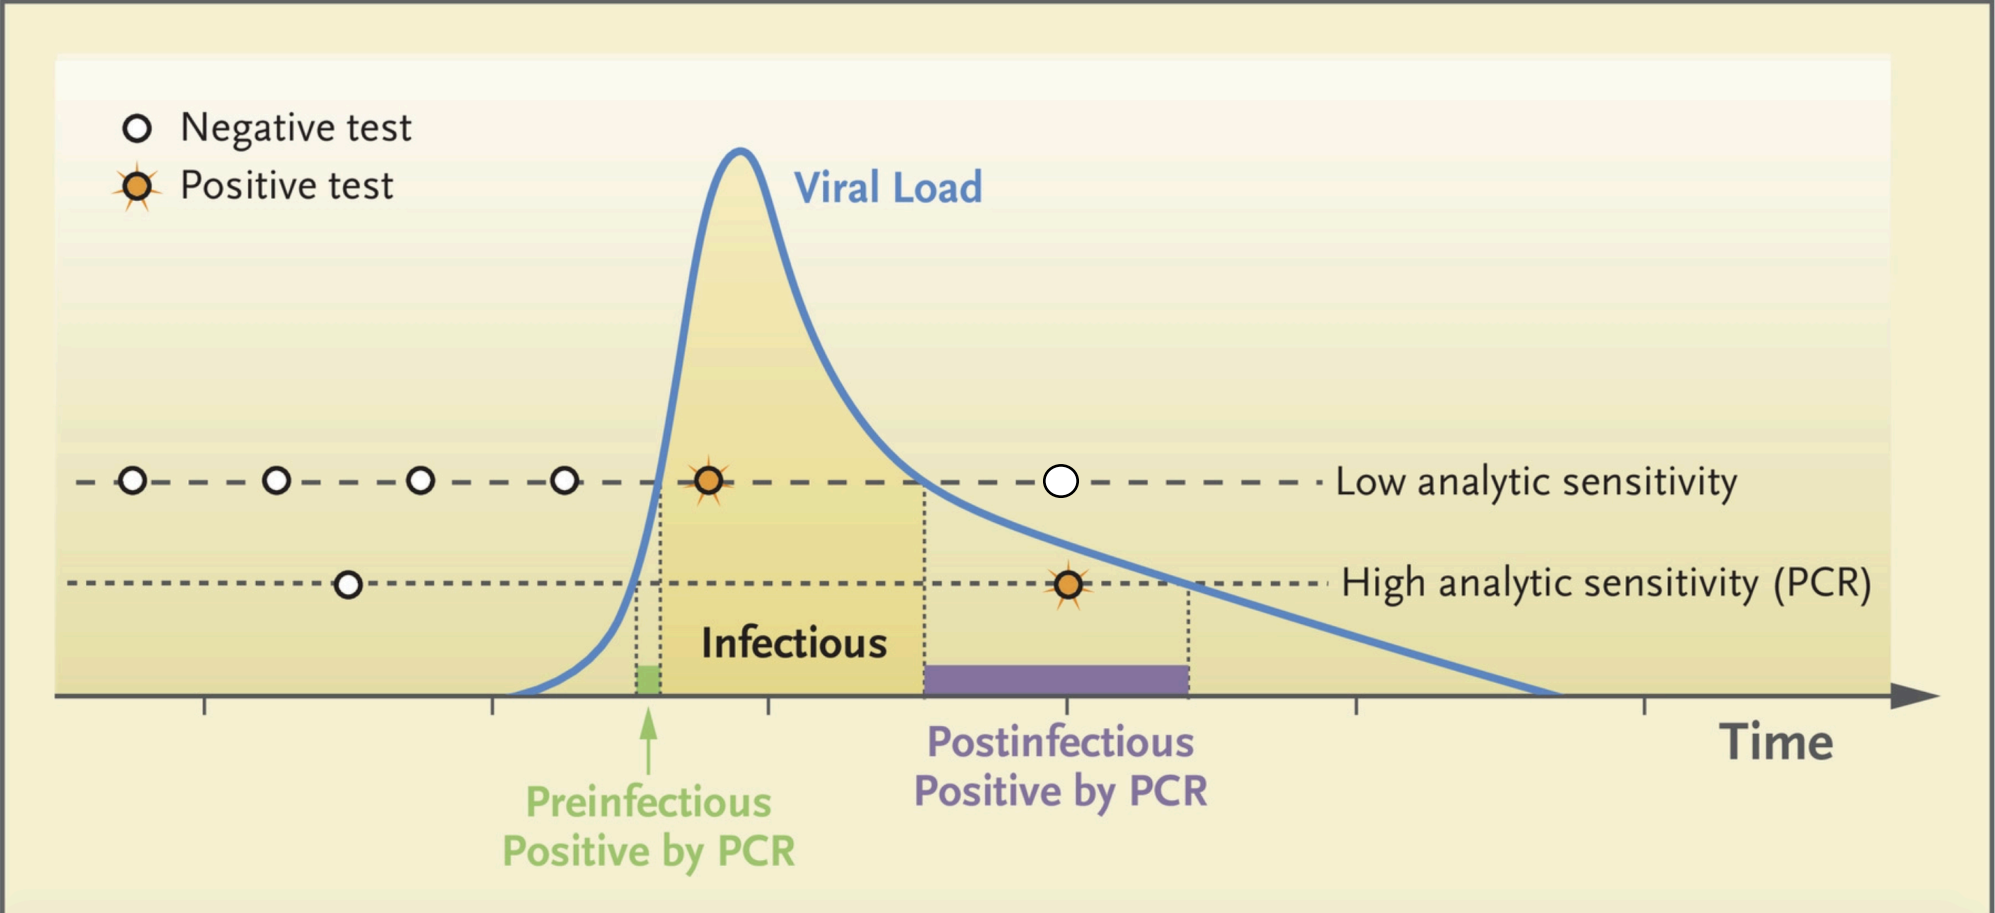 Negative test
Positive test
Viral Load
Low analytic sensitivity
High analytic sensitivity (PCR)
Infectious
Time
Postinfectious
Positive by PCR
Preinfectious
Positive by PCR